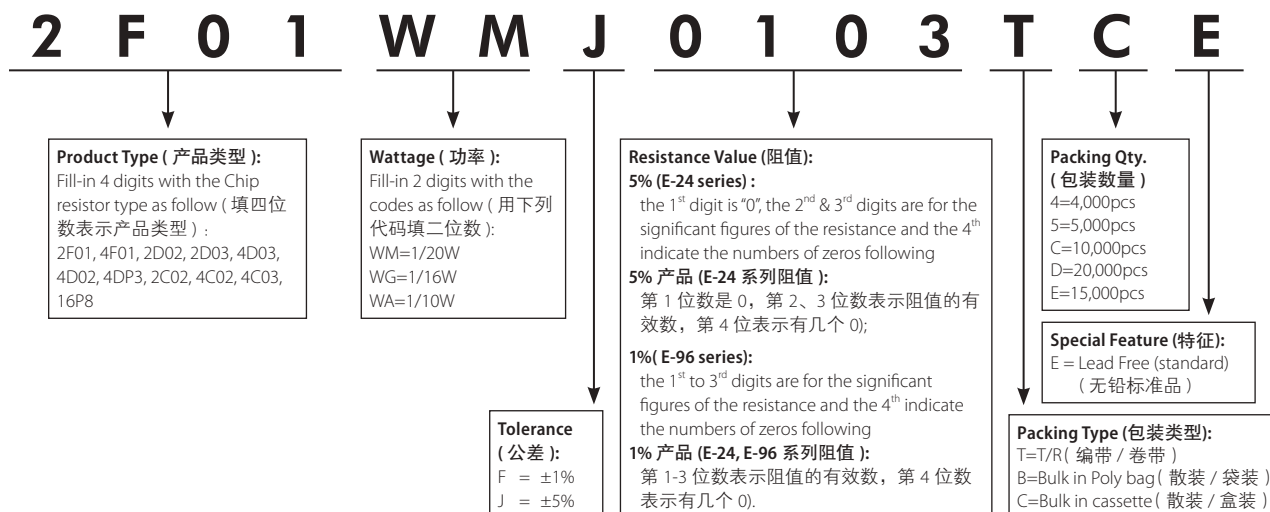 2 F 0 1 W M J 0 1 0 3 T C E
Product Type ( 产品类型 ):
Fill-in 4 digits with the Chip
resistor type as follow ( 填四位
数表示产品类型 ) :
2F01, 4F01, 2D02, 2D03, 4D03,
4D02, 4DP3, 2C02, 4C02, 4C03,
16P8
Wattage ( 功率 ):
Fill-in 2 digits with the
codes as follow ( 用下列
代码填二位数 ):
WM=1/20W
WG=1/16W
WA=1/10W
Tolerance
( 公差 ):
F = ±1%
J = ±5%
Resistance Value (阻值):
5% (E-24 series) :
the 1st digit is "0", the 2nd & 3rd digits are for the
significant figures of the resistance and the 4th
indicate the numbers of zeros following
5% 产品 (E-24 系列阻值 ):
第 1 位数是 0，第 2、3 位数表示阻值的有
效数，第 4 位表示有几个 0);
1%( E-96 series):
the 1st to 3rd digits are for the significant
figures of the resistance and the 4th indicate
the numbers of zeros following
1% 产品 (E-24, E-96 系列阻值 ):
第 1-3 位数表示阻值的有效数，第 4 位数
表示有几个 0).
Packing Qty.
( 包装数量 )
4=4,000pcs
5=5,000pcs
C=10,000pcs
D=20,000pcs
E=15,000pcs
Special Feature (特征):
E = Lead Free (standard)
( 无铅标准品 )
Packing Type (包装类型):
T=T/R( 编带 / 卷带 )
B=Bulk in Poly bag( 散装 / 袋装 )
C=Bulk in cassette( 散装 / 盒装 )